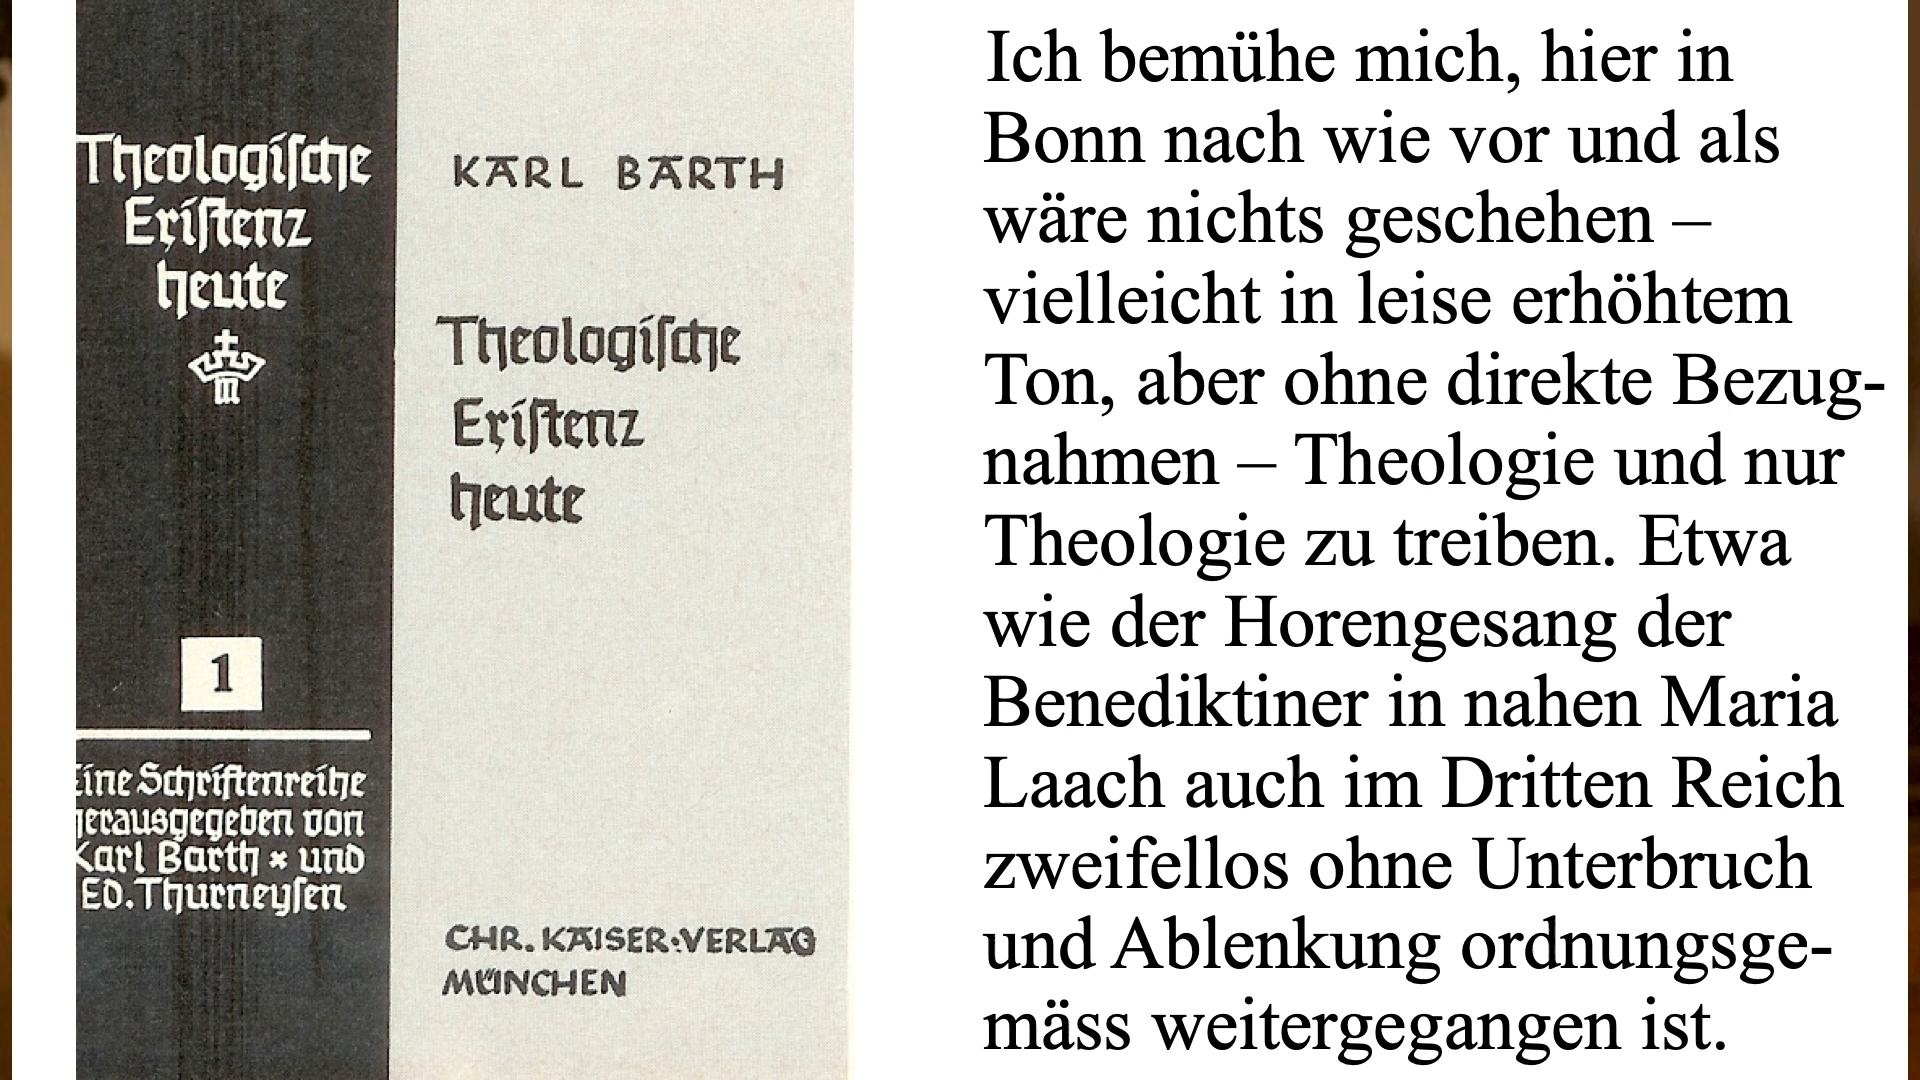 Theologische
Existenz
heute
1
Eine Schriftenreihe
herausgegeben von
Karl Barth × und
Ed. Thurneysen
KARL BARTH
Theologische
Existenz
heute
CHR. KAISER:VERLAG
MÜNCHEN
Ich bemühe mich, hier in
Bonn nach wie vor und als
wäre nichts geschehen –
vielleicht in leise erhöhtem
Ton, aber ohne direkte Bezug-
nahmen – Theologie und nur
Theologie zu treiben. Etwa
wie der Horengesang der
Benediktiner in nahen Maria
Laach auch im Dritten Reich
zweifellos ohne Unterbruch
und Ablenkung ordnungsge-
mäss weitergegangen ist.